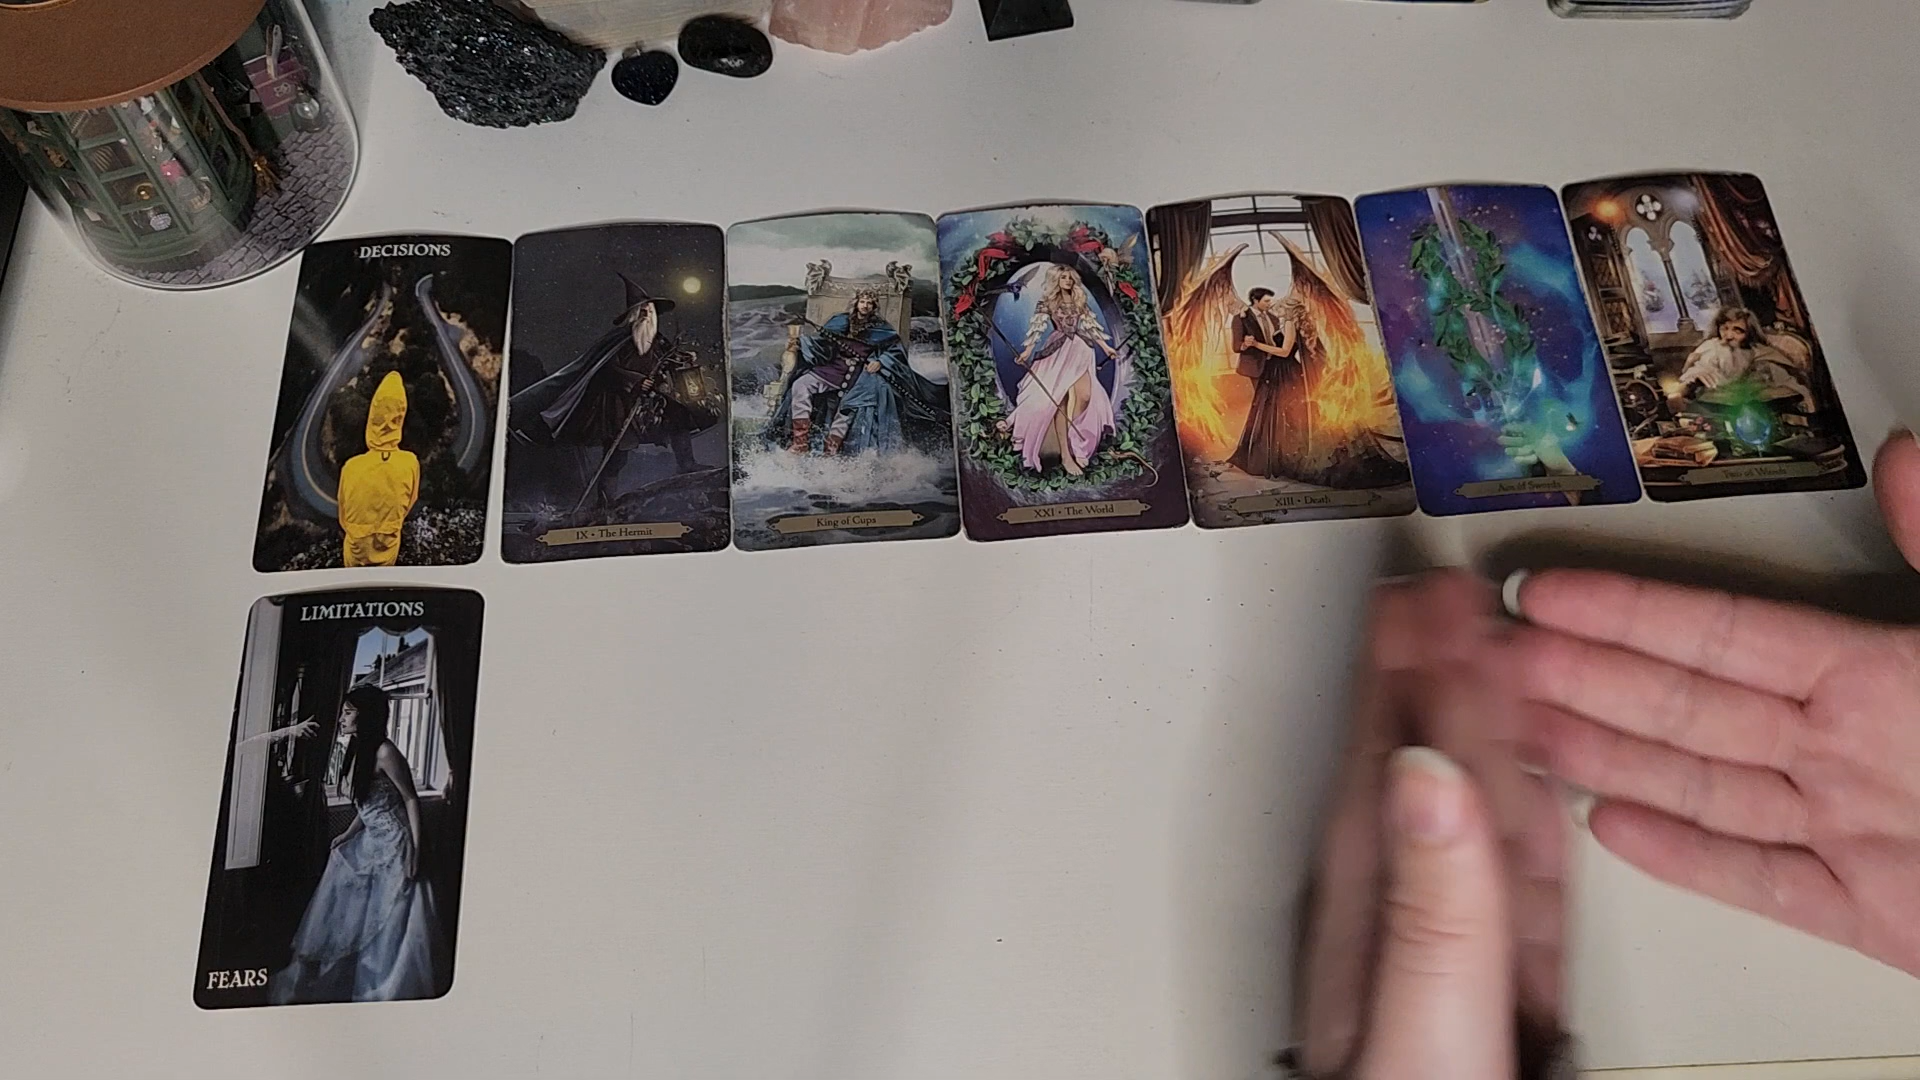 DECISIONS
IX • The Hermit
King of Cups
XXI • The World
XIII • Death
Ace of Swords
Two of Wands
LIMITATIONS
FEARS